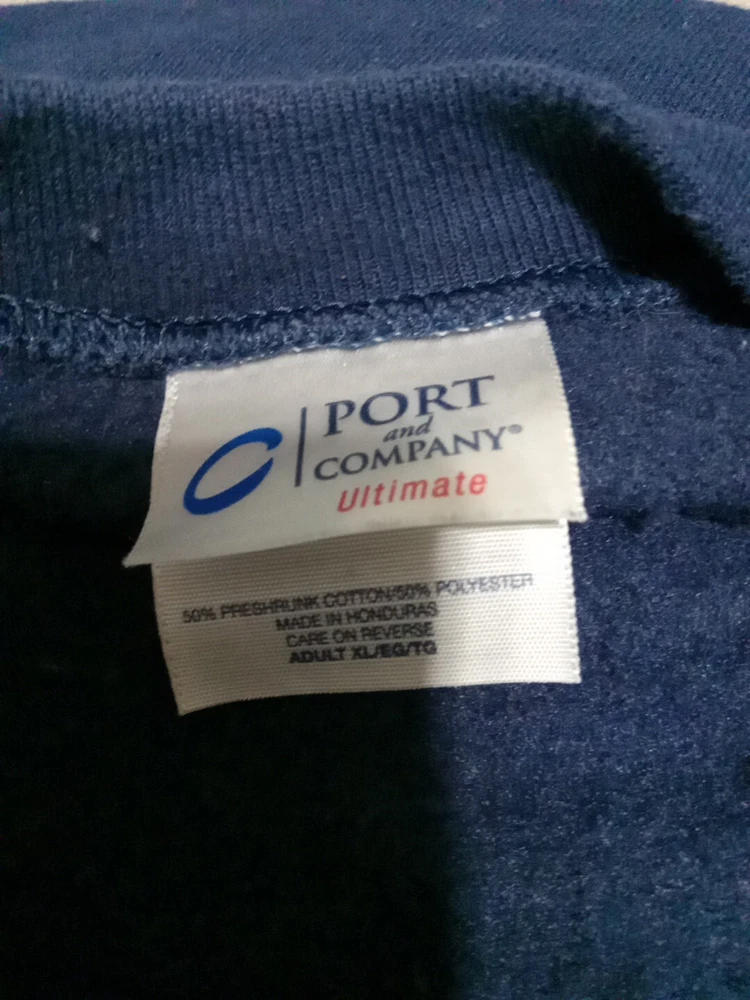 PORT
and
COMPANY®
Ultimate
50% PRESHRUNK COTTON/50% POLYESTER
MADE IN HONDURAS
CARE ON REVERSE
ADULT XL/EG/TG